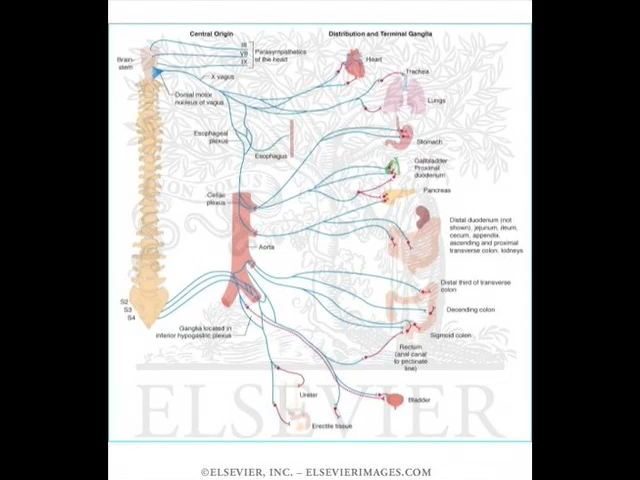 Central Origin
Distribution and Terminal Ganglia
III
VII
IX
Parasympathetics
of the head
Brain-
stem
X vagus
Heart
Trachea
Dorsal motor
nucleus of vagus
Lungs
Esophageal
plexus
Stomach
Esophagus
Gallbladder
Proximal
duodenum
Pancreas
Celiac
plexus
Distal duodenum (not
shown), jejunum, ileum,
cecum, appendix,
ascending and proximal
transverse colon, kidneys
Aorta
Distal third of transverse
colon
S2
S3
S4
Decending colon
Ganglia located in
inferior hypogastric plexus
Sigmoid colon
Rectum
(anal canal
to pectinate
line)
Ureter
Bladder
Erectile tissue
ELSEVIER
©ELSEVIER, INC. – ELSEVIERIMAGES.COM